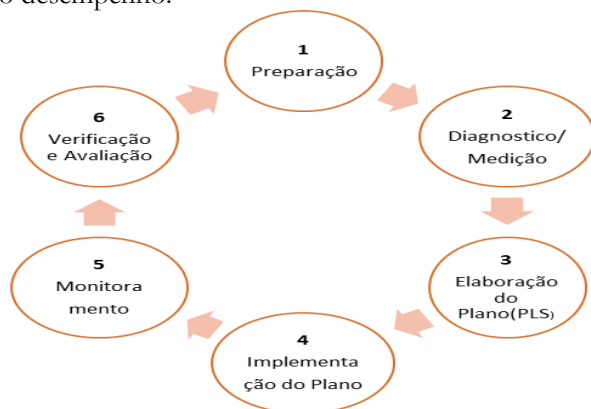 o desempenho.
1
Preparação
2
Diagnostico/
Medição
3
Elaboração
do
Plano(PLS)
4
Implementa
ção do Plano
5
Monitora
mento
6
Verificação
e Avaliação